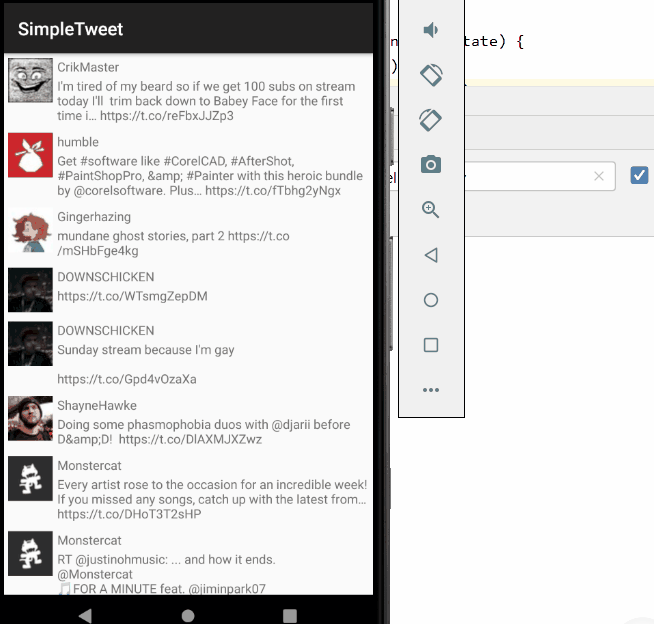 SimpleTweet
CrikMaster
I'm tired of my beard so if we get 100 subs on stream
today I'll trim back down to Babey Face for the first
time i… https://t.co/reFbxJJZp3
humble
Get #software like #CorelCAD, #AfterShot,
#PaintShopPro, &amp; #Painter with this heroic bundle
by @corelsoftware. Plus… https://t.co/fTbhg2yNgx
Gingerhazing
mundane ghost stories, part 2 https://t.co
/mSHbFge4kg
DOWNSCHICKEN
https://t.co/WTsmgZepDM
DOWNSCHICKEN
Sunday stream because I'm gay
https://t.co/Gpd4vOzaXa
ShayneHawke
Doing some phasmophobia duos with @djarii before
D&amp;D! https://t.co/DlAXMJXZwz
Monstercat
Every artist rose to the occasion for an incredible week!
If you missed any songs, catch up with the latest from…
https://t.co/DHoT3T2sHP
Monstercat
RT @justinohmusic: ... and how it ends.
@Monstercat
🎵FOR A MINUTE feat. @jiminpark07
tate) {
)